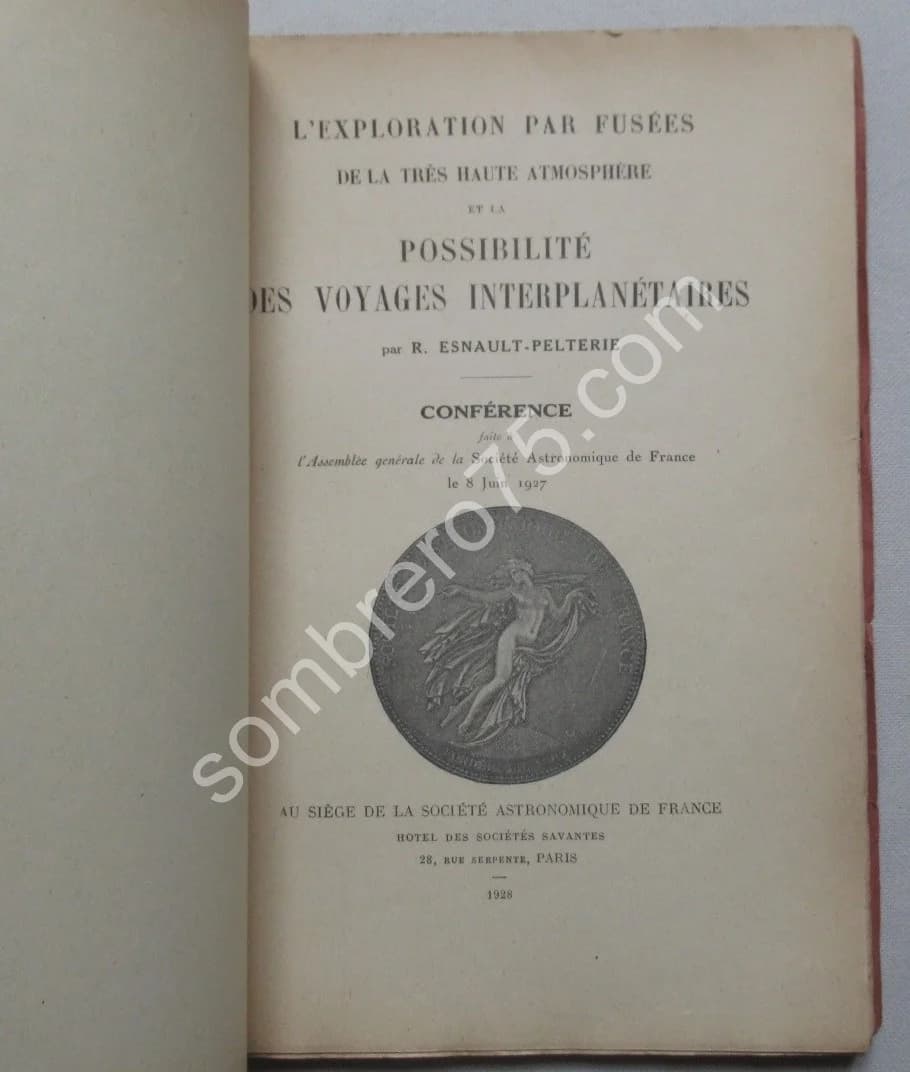 L'EXPLORATION PAR FUSÉES
DE LA TRÈS HAUTE ATMOSPHÈRE
ET LA
POSSIBILITÉ
DES VOYAGES INTERPLANÉTAIRES
par R. ESNAULT-PELTERIE
CONFÉRENCE
faite à
l'Assemblée générale de la Société Astronomique de France
le 8 Juin 1927
AU SIÈGE DE LA SOCIÉTÉ ASTRONOMIQUE DE FRANCE
HOTEL DES SOCIÉTÉS SAVANTES
28, RUE SERPENTE, PARIS
1928
sombrero75.com